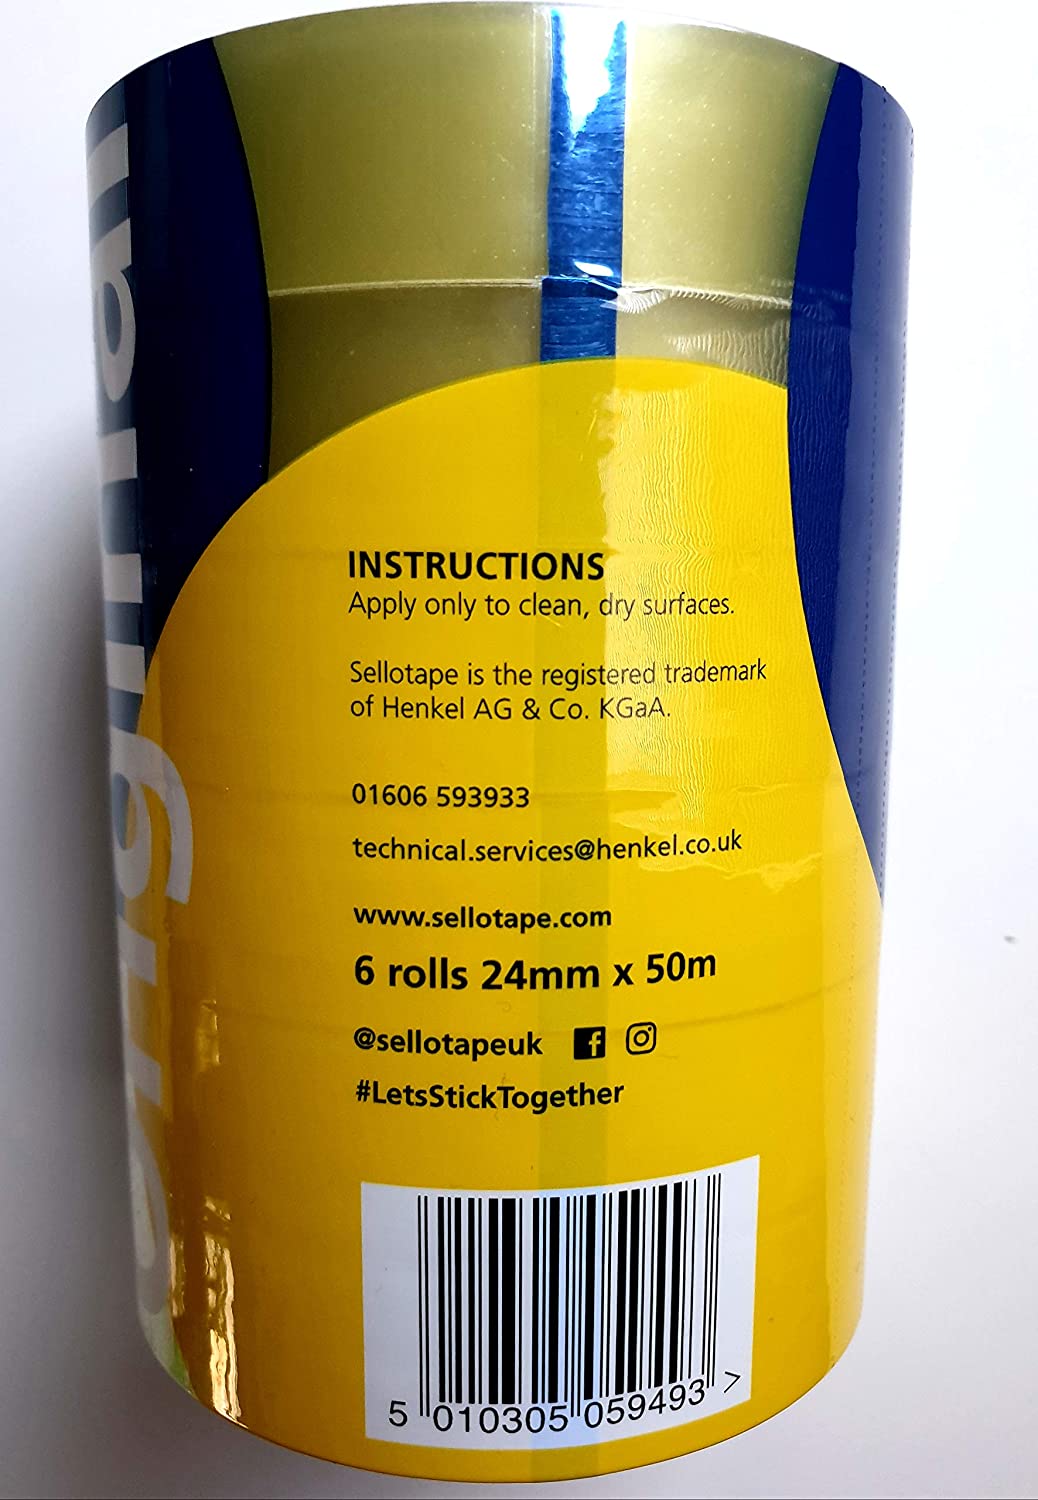 Original
INSTRUCTIONS
Apply only to clean, dry surfaces.
Sellotape is the registered trademark
of Henkel AG & Co. KGaA.
01606 593933
technical.services@henkel.co.uk
www.sellotape.com
6 rolls 24mm x 50m
@sellotapeuk
#LetsStickTogether
5 010305 059493 >